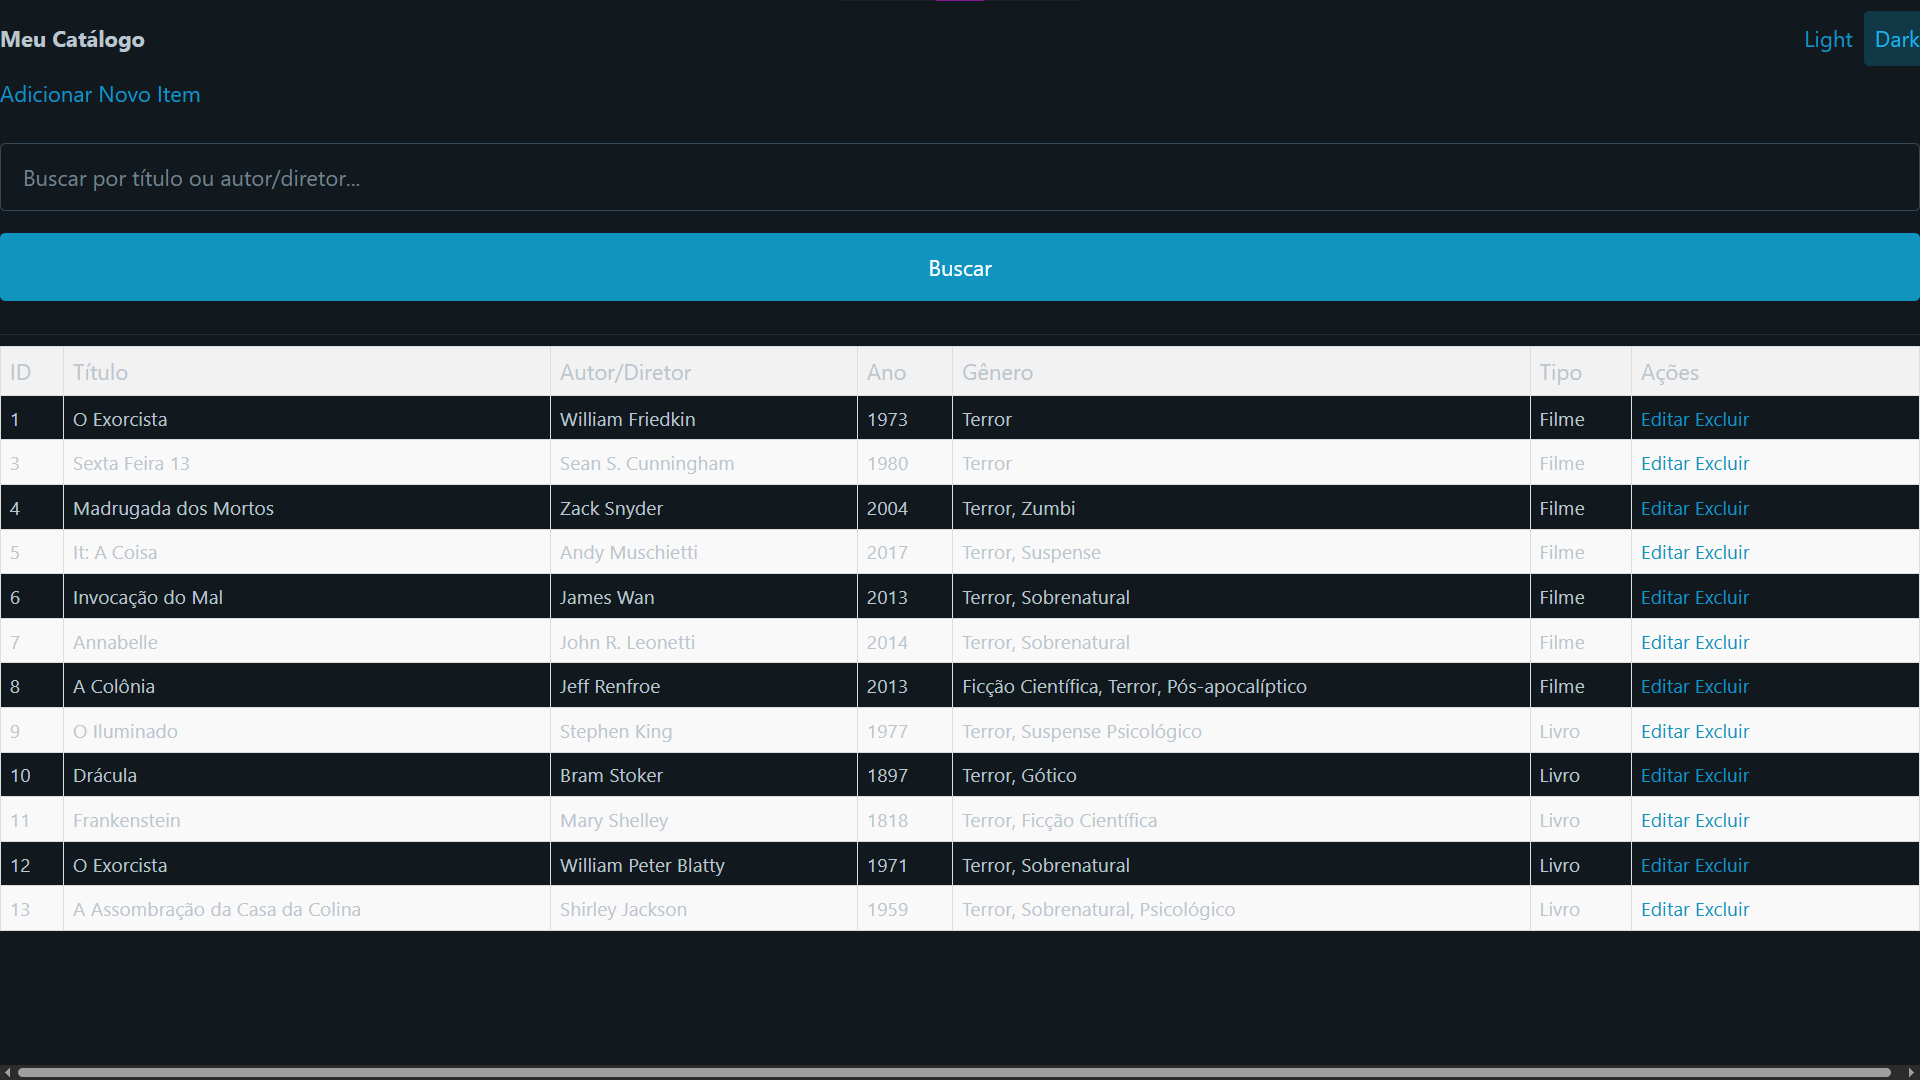 Meu Catálogo Light Dark
Adicionar Novo Item
Buscar por título ou autor/diretor...
Buscar
ID Título Autor/Diretor Ano Gênero Tipo Ações
1 O Exorcista William Friedkin 1973 Terror Filme Editar Excluir
3 Sexta Feira 13 Sean S. Cunningham 1980 Terror Filme Editar Excluir
4 Madrugada dos Mortos Zack Snyder 2004 Terror, Zumbi Filme Editar Excluir
5 It: A Coisa Andy Muschietti 2017 Terror, Suspense Filme Editar Excluir
6 Invocação do Mal James Wan 2013 Terror, Sobrenatural Filme Editar Excluir
7 Annabelle John R. Leonetti 2014 Terror, Sobrenatural Filme Editar Excluir
8 A Colônia Jeff Renfroe 2013 Ficção Científica, Terror, Pós-apocalíptico Filme Editar Excluir
9 O Iluminado Stephen King 1977 Terror, Suspense Psicológico Livro Editar Excluir
10 Drácula Bram Stoker 1897 Terror, Gótico Livro Editar Excluir
11 Frankenstein Mary Shelley 1818 Terror, Ficção Científica Livro Editar Excluir
12 O Exorcista William Peter Blatty 1971 Terror, Sobrenatural Livro Editar Excluir
13 A Assombração da Casa da Colina Shirley Jackson 1959 Terror, Sobrenatural, Psicológico Livro Editar Excluir